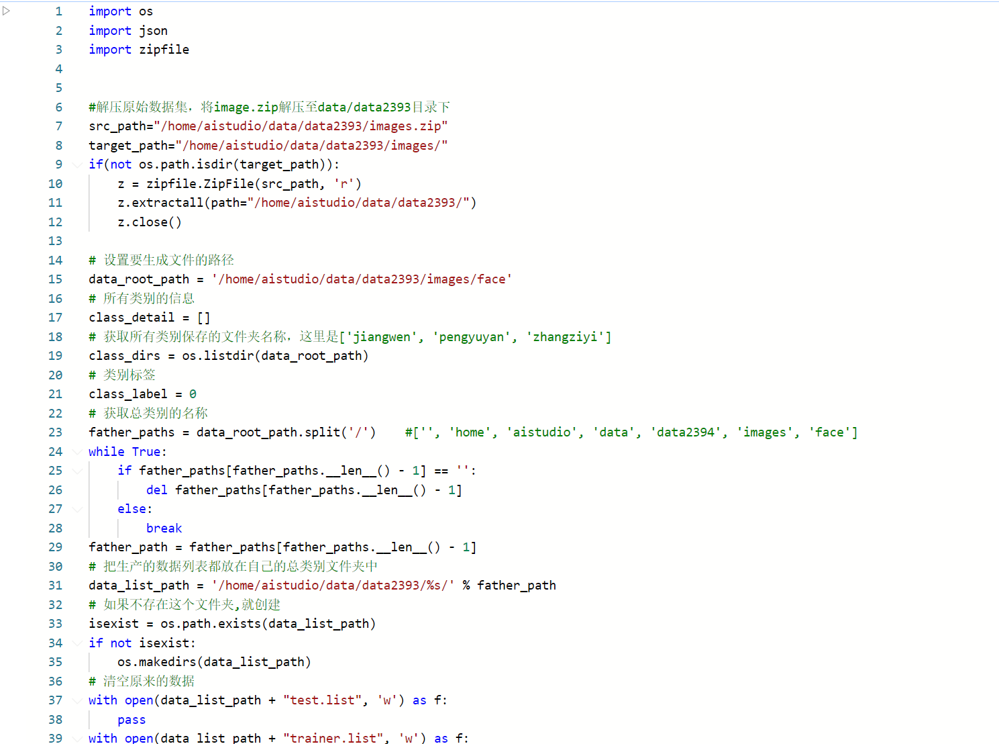 1 import os
2 import json
3 import zipfile
4
5
6 #解压原始数据集，将image.zip解压至data/data2393目录下
7 src_path="/home/aistudio/data/data2393/images.zip"
8 target_path="/home/aistudio/data/data2393/images/"
9 if(not os.path.isdir(target_path)):
10     z = zipfile.ZipFile(src_path, 'r')
11     z.extractall(path="/home/aistudio/data/data2393/")
12     z.close()
13
14 # 设置要生成文件的路径
15 data_root_path = '/home/aistudio/data/data2393/images/face'
16 # 所有类别的信息
17 class_detail = []
18 # 获取所有类别保存的文件夹名称，这里是['jiangwen', 'pengyuyan', 'zhangziyi']
19 class_dirs = os.listdir(data_root_path)
20 # 类别标签
21 class_label = 0
22 # 获取总类别的名称
23 father_paths = data_root_path.split('/')    #['', 'home', 'aistudio', 'data', 'data2394', 'images', 'face']
24 while True:
25     if father_paths[father_paths.__len__() - 1] == '':
26         del father_paths[father_paths.__len__() - 1]
27     else:
28         break
29 father_path = father_paths[father_paths.__len__() - 1]
30 # 把生产的数据列表都放在自己的总类别文件夹中
31 data_list_path = '/home/aistudio/data/data2393/%s/' % father_path
32 # 如果不存在这个文件夹,就创建
33 isexist = os.path.exists(data_list_path)
34 if not isexist:
35     os.makedirs(data_list_path)
36 # 清空原来的数据
37 with open(data_list_path + "test.list", 'w') as f:
38     pass
39 with open(data_list_path + "trainer.list", 'w') as f: